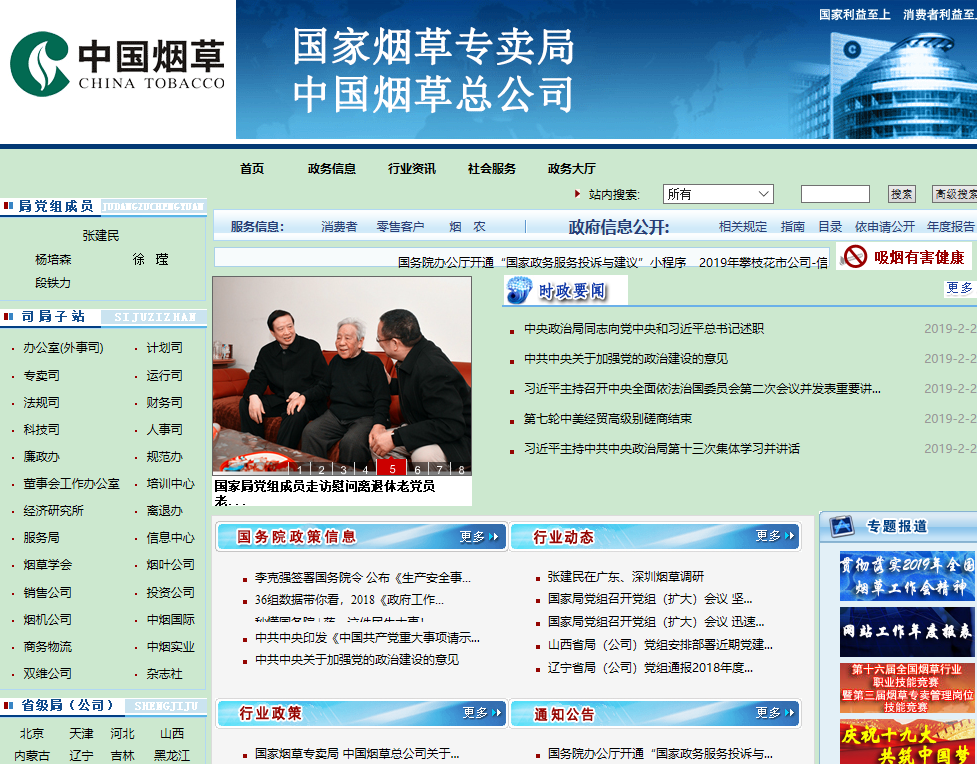 国家利益至上 消费者利益至
中国烟草
CHINA TOBACCO
国家烟草专卖局
中国烟草总公司
首页 政务信息 行业资讯 社会服务 政务大厅
站内搜索: 所有 搜索 高级搜索
局党组成员 JUDANGZUCHENGYUAN
张建民
杨培森 徐 䓨
段铁力
服务信息: 消费者 零售客户 烟 农 政府信息公开: 相关规定 指南 目录 依申请公开 年度报告
国务院办公厅开通“国家政务服务投诉与建议”小程序 2019年攀枝花市公司-信
吸烟有害健康
司局子站 SIJUZIZHAN
办公室(外事司) 计划司
专卖司 运行司
法规司 财务司
科技司 人事司
廉政办 规范办
董事会工作办公室 培训中心
经济研究所 离退办
服务局 信息中心
烟草学会 烟叶公司
销售公司 投资公司
烟机公司 中烟国际
商务物流 中烟实业
双维公司 杂志社
省级局（公司） SHENGJIJU
北京 天津 河北 山西
内蒙古 辽宁 吉林 黑龙江
1 2 3 4 5 6 7 8
国家局党组成员走访慰问离退休老党员
老...
时政要闻 更多
中央政治局同志向党中央和习近平总书记述职 2019-2-2
中共中央关于加强党的政治建设的意见 2019-2-2
习近平主持召开中央全面依法治国委员会第二次会议并发表重要讲... 2019-2-2
第七轮中美经贸高级别磋商结束 2019-2-2
习近平主持中共中央政治局第十三次集体学习并讲话 2019-2-2
国务院政策信息 更多
李克强签署国务院令 公布《生产安全事...
36组数据带你看，2018《政府工作...
中共中央印发《中国共产党重大事项请示...
中共中央关于加强党的政治建设的意见
行业动态 更多
张建民在广东、深圳烟草调研
国家局党组召开党组（扩大）会议 坚...
国家局党组召开党组（扩大）会议 迅速...
山西省局（公司）党组安排部署近期党建...
辽宁省局（公司）党组通报2018年度...
行业政策 更多
国家烟草专卖局 中国烟草总公司关于...
通知公告 更多
国务院办公厅开通“国家政务服务投诉与...
专题报道
贯彻落实2019年全国
烟草工作会精神
网站工作年度报表
第十六届全国烟草行业
职业技能竞赛
暨第三届烟草专卖管理岗位
技能竞赛
庆祝十九大
共筑中国梦